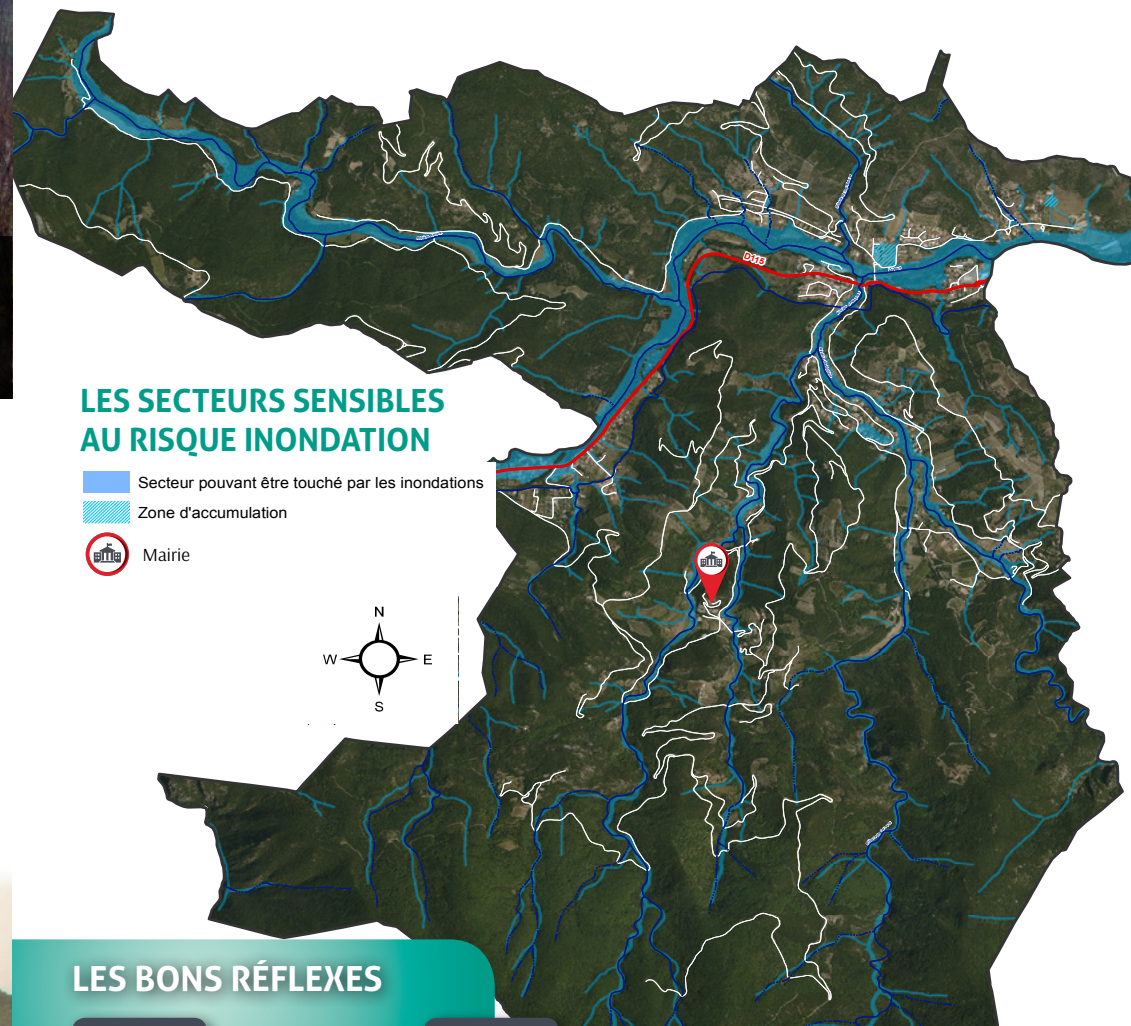 D115
LES SECTEURS SENSIBLES
AU RISQUE INONDATION
Secteur pouvant être touché par les inondations
Zone d'accumulation
Mairie
N
W E
S
LES BONS RÉFLEXES